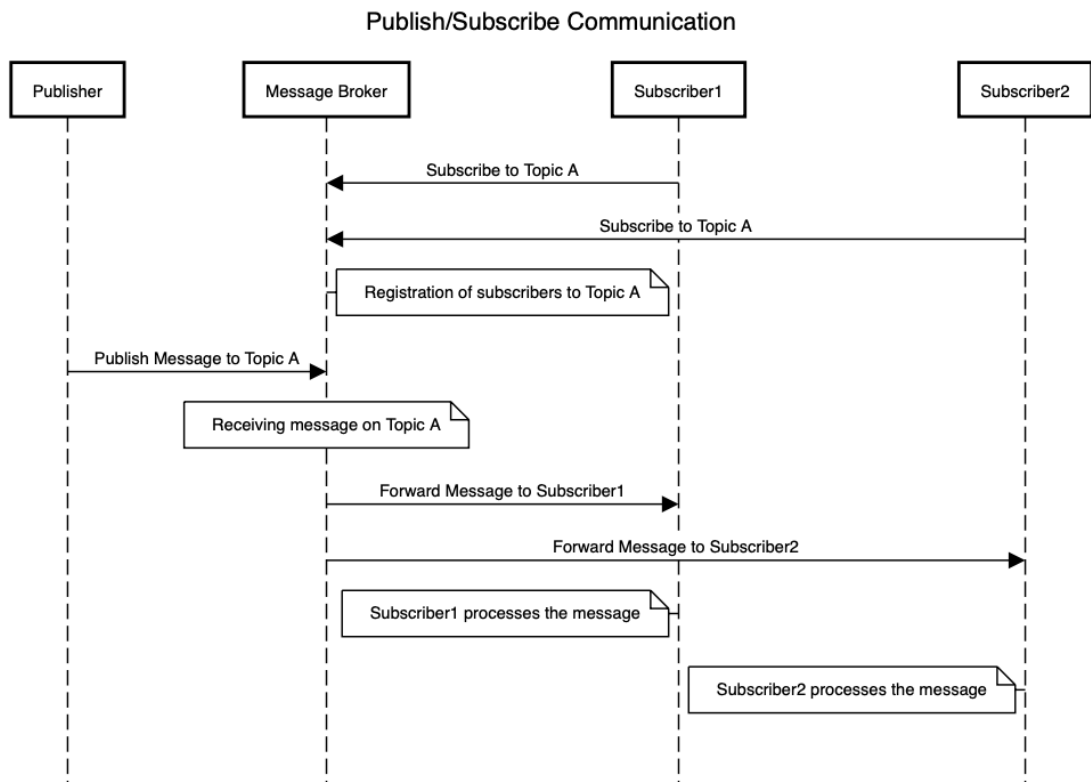 Publish/Subscribe Communication
Publisher
Message Broker
Subscriber1
Subscriber2
Subscribe to Topic A
Subscribe to Topic A
Registration of subscribers to Topic A
Publish Message to Topic A
Receiving message on Topic A
Forward Message to Subscriber1
Forward Message to Subscriber2
Subscriber1 processes the message
Subscriber2 processes the message